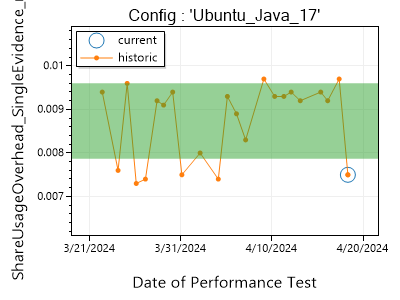 Config : 'Ubuntu_Java_17'
ShareUsageOverhead_SingleEvidence_
current
historic
0.01
0.009
0.008
0.007
3/21/2024 3/31/2024 4/10/2024 4/20/2024
Date of Performance Test